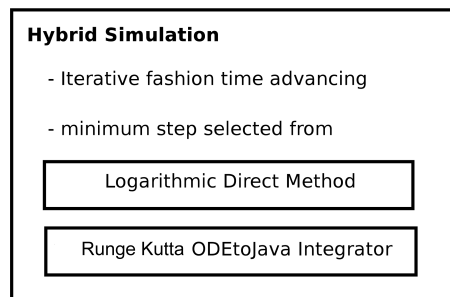 Hybrid Simulation
- Iterative fashion time advancing
- minimum step selected from
Logarithmic Direct Method
Runge Kutta ODEtoJava Integrator